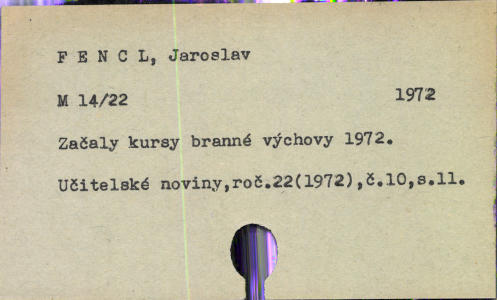 F E N C L, Jaroslav
M 14/22 1972
Začaly kursy branné výchovy 1972.
Učitelské noviny,roč.22(1972),č.10,s.11.